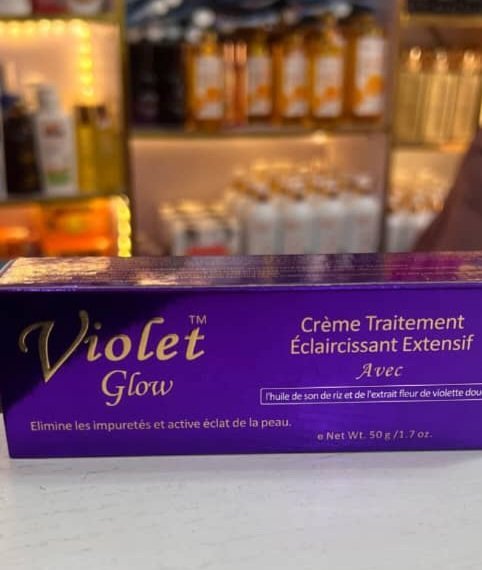 Violet™
Glow
Elimine les impuretés et active éclat de la peau.
Crème Traitement
Éclaircissant Extensif
Avec
l'huile de son de riz et de l'extrait fleur de violette
e Net Wt. 50 g /1.7 oz.